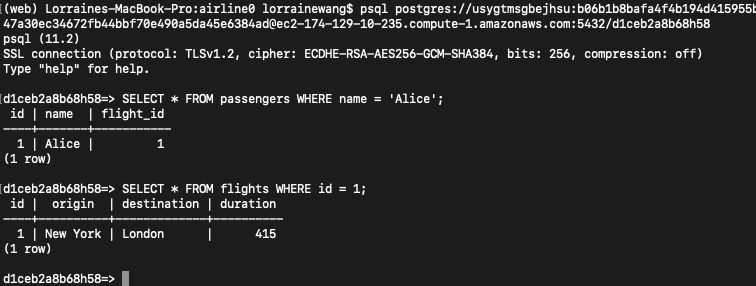 (web) Lorraines-MacBook-Pro:airline0 lorrainewang$ psql postgres://usygtmsgbejhsu:b06b1b8bafa4f4b194d415955b
47a30ec34672fb44bbf70e490a5da45e6384ad@ec2-174-129-10-235.compute-1.amazonaws.com:5432/d1ceb2a8b68h58
psql (11.2)
SSL connection (protocol: TLSv1.2, cipher: ECDHE-RSA-AES256-GCM-SHA384, bits: 256, compression: off)
Type "help" for help.

[d1ceb2a8b68h58=> SELECT * FROM passengers WHERE name = 'Alice';
 id | name  | flight_id
----+-------+-----------
  1 | Alice |         1
(1 row)

[d1ceb2a8b68h58=> SELECT * FROM flights WHERE id = 1;
 id |  origin  | destination | duration
----+----------+-------------+----------
  1 | New York | London      |      415
(1 row)

d1ceb2a8b68h58=>